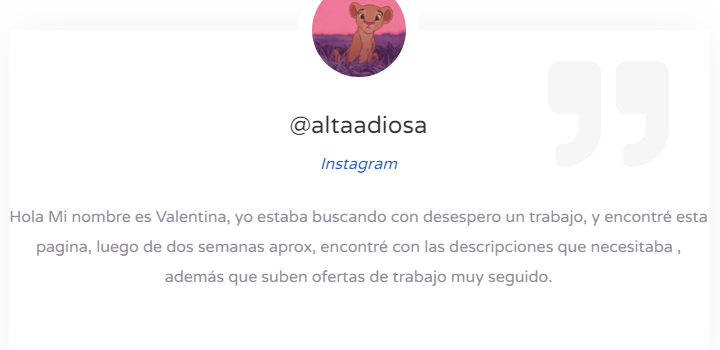 @altaadiosa
Instagram
Hola Mi nombre es Valentina, yo estaba buscando con desespero un trabajo, y encontré esta
pagina, luego de dos semanas aprox, encontré con las descripciones que necesitaba ,
además que suben ofertas de trabajo muy seguido.